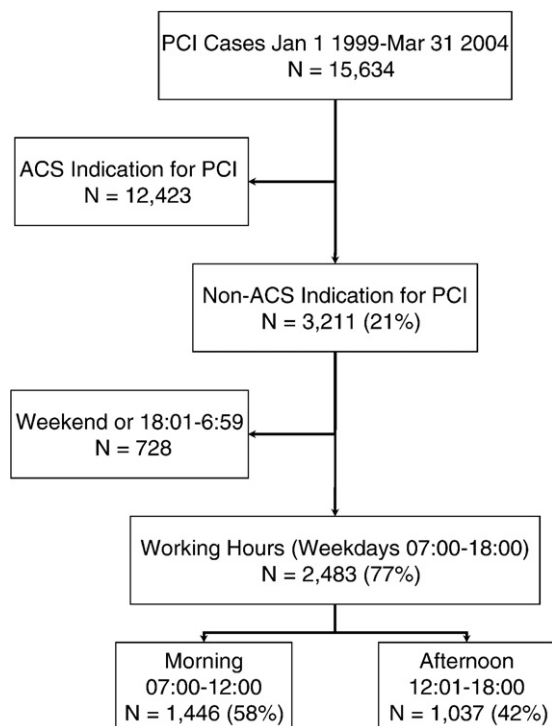 PCI Cases Jan 1 1999-Mar 31 2004
N = 15,634
ACS Indication for PCI
N = 12,423
Non-ACS Indication for PCI
N = 3,211 (21%)
Weekend or 18:01-6:59
N = 728
Working Hours (Weekdays 07:00-18:00)
N = 2,483 (77%)
Morning
07:00-12:00
N = 1,446 (58%)
Afternoon
12:01-18:00
N = 1,037 (42%)